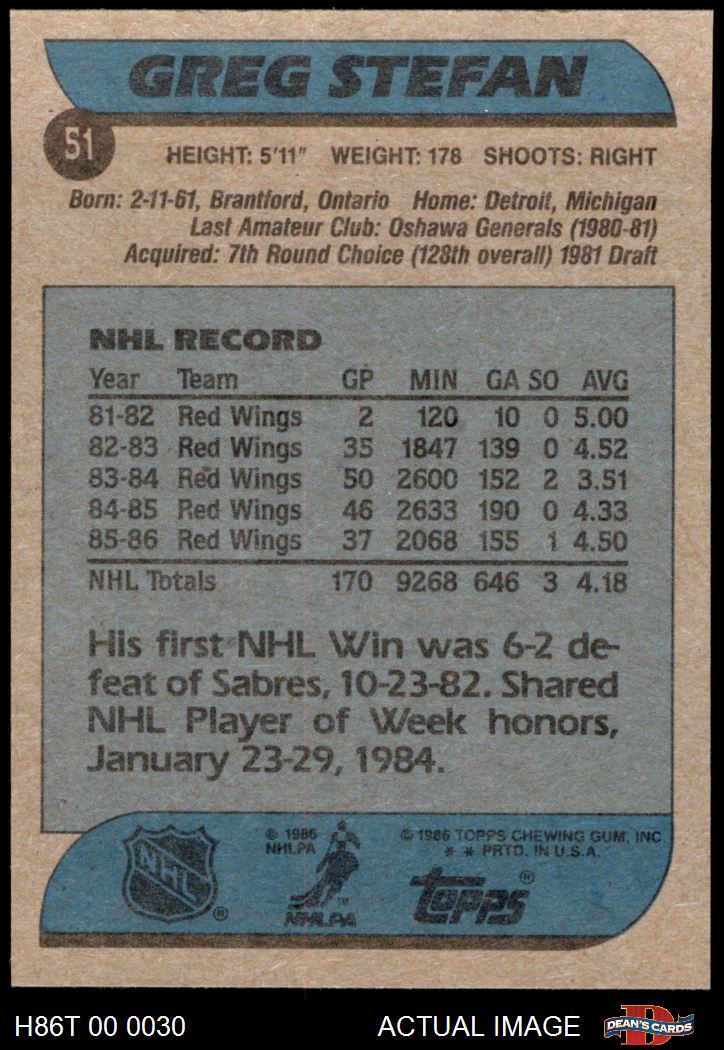 GREG STEFAN
51
HEIGHT: 5'11" WEIGHT: 178 SHOOTS: RIGHT
Born: 2-11-61, Brantford, Ontario Home: Detroit, Michigan
Last Amateur Club: Oshawa Generals (1980-81)
Acquired: 7th Round Choice (128th overall) 1981 Draft
NHL RECORD
Year Team GP MIN GA SO AVG
81-82 Red Wings 2 120 10 0 5.00
82-83 Red Wings 35 1847 139 0 4.52
83-84 Red Wings 50 2600 152 2 3.51
84-85 Red Wings 46 2633 190 0 4.33
85-86 Red Wings 37 2068 155 1 4.50
NHL Totals 170 9268 646 3 4.18
His first NHL Win was 6-2 de-
feat of Sabres, 10-23-82. Shared
NHL Player of Week honors,
January 23-29, 1984.
NHL ®
© 1986
NHLPA
TM
NHLPA
© 1986 TOPPS CHEWING GUM, INC
* * PRTD. IN U.S.A.
TOPPS ®
H86T 00 0030 ACTUAL IMAGE
D
DEAN'S CARDS